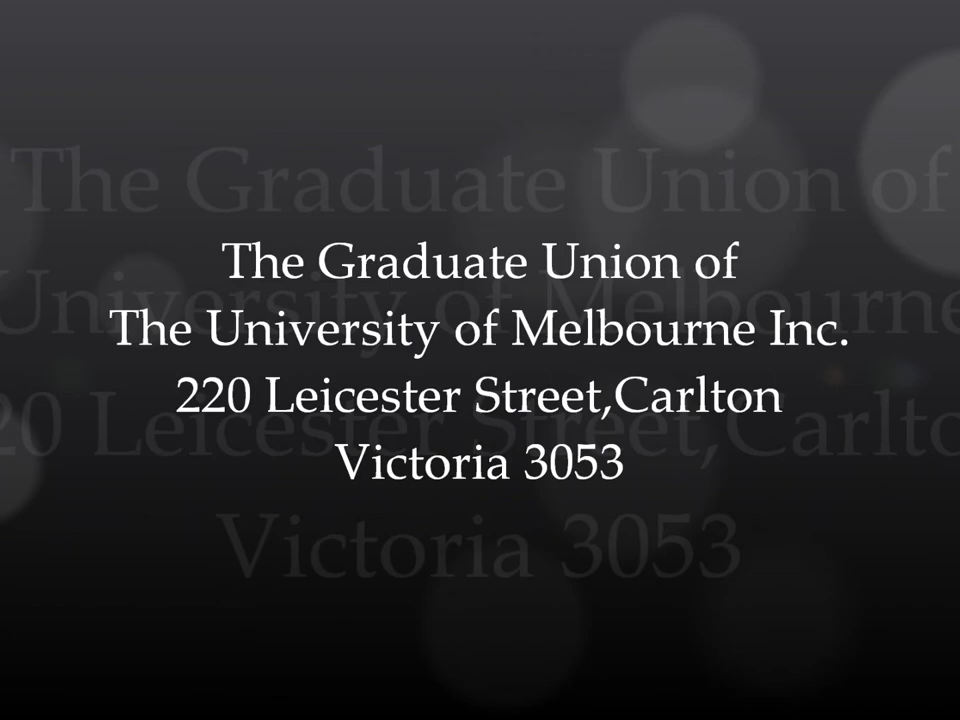 The Graduate Union of
The University of Melbourne Inc.
220 Leicester Street,Carlton
Victoria 3053